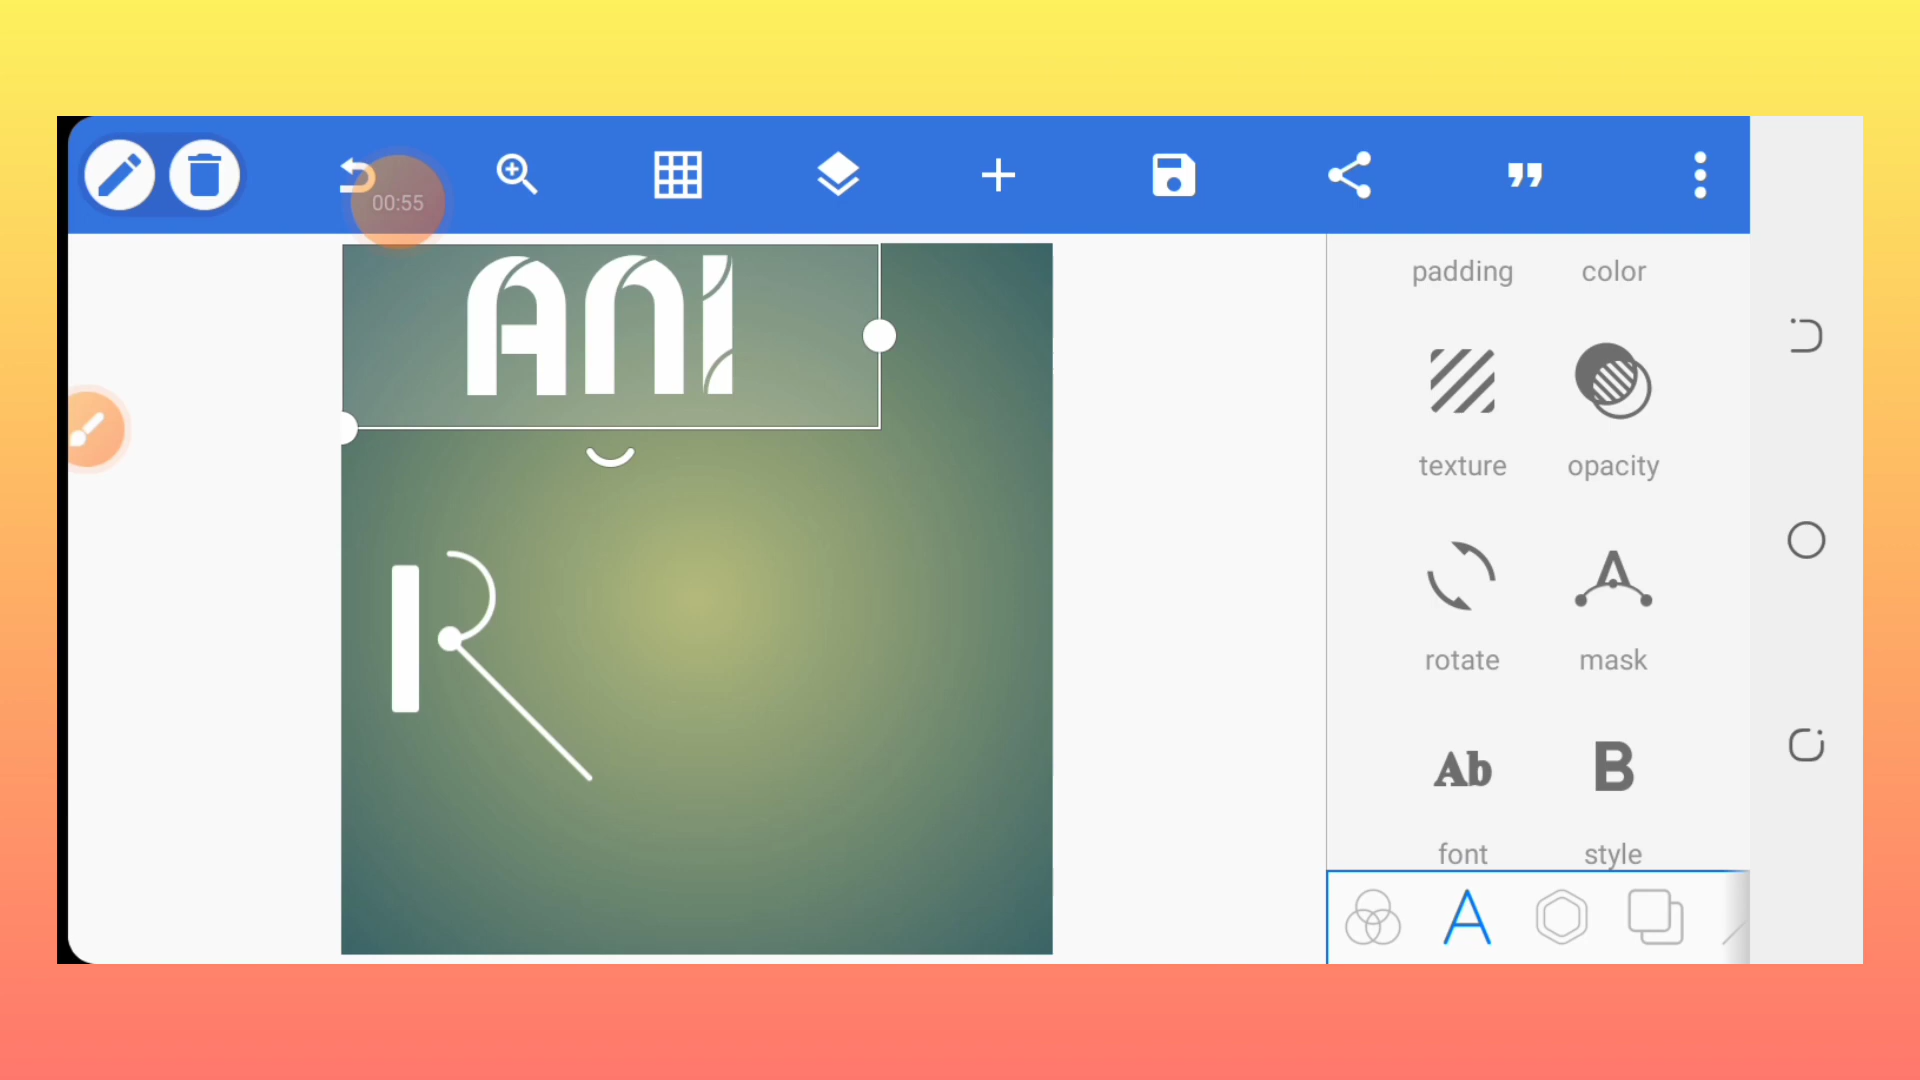 00:55
ANI
R
padding color
texture opacity
rotate mask
Ab B
font style
A